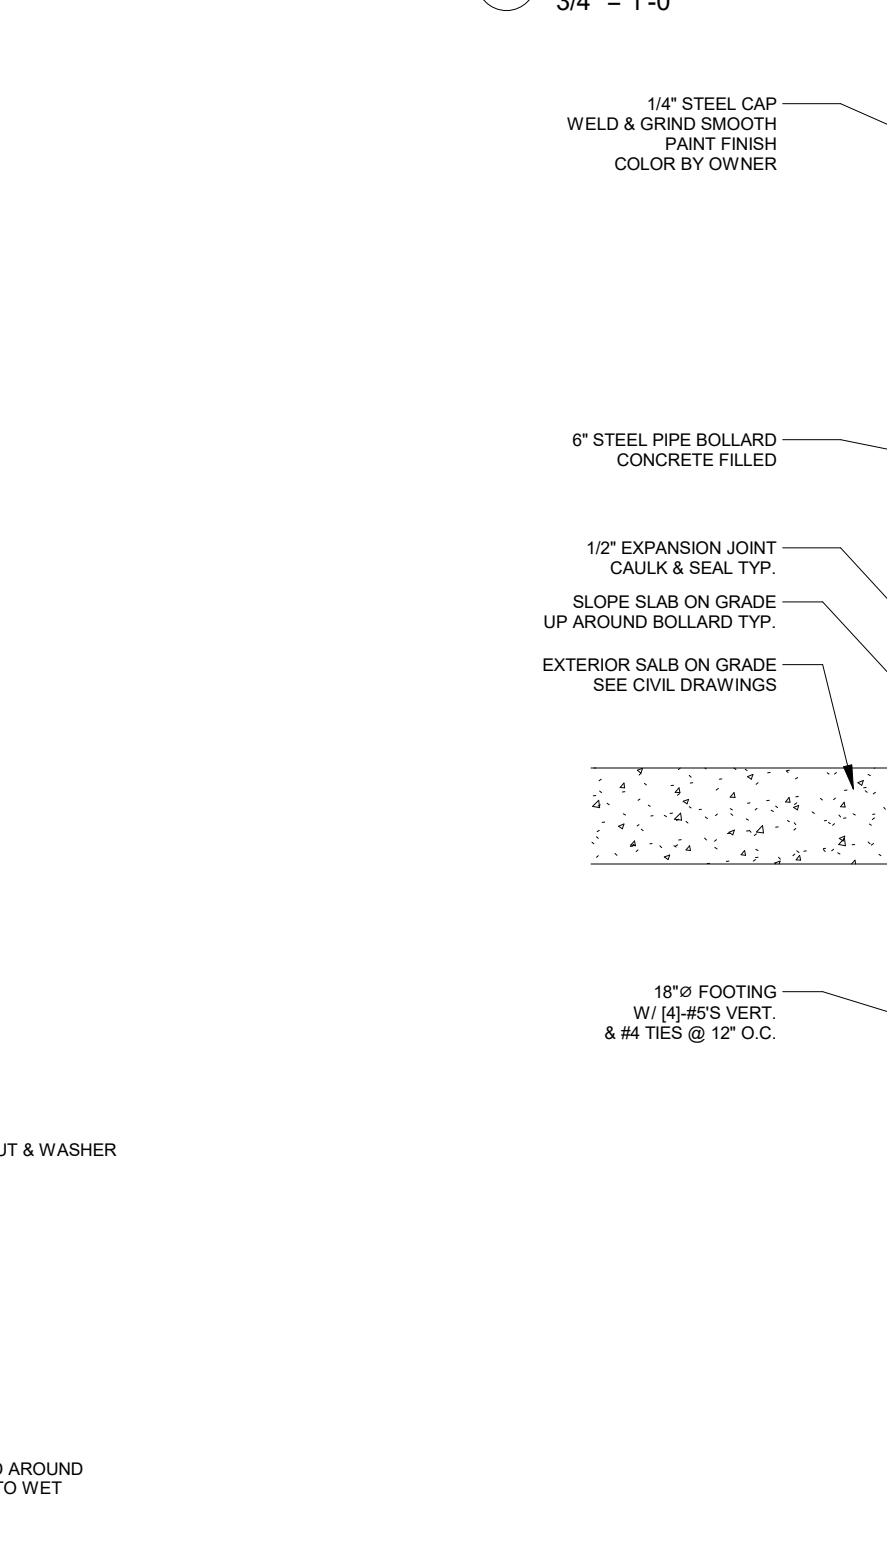 3/4" = 1'-0"
1/4" STEEL CAP
WELD & GRIND SMOOTH
PAINT FINISH
COLOR BY OWNER
6" STEEL PIPE BOLLARD
CONCRETE FILLED
1/2" EXPANSION JOINT
CAULK & SEAL TYP.
SLOPE SLAB ON GRADE
UP AROUND BOLLARD TYP.
EXTERIOR SALB ON GRADE
SEE CIVIL DRAWINGS
18"Ø FOOTING
W/ [4]-#5'S VERT.
& #4 TIES @ 12" O.C.
& WASHER
AROUND
TO WET